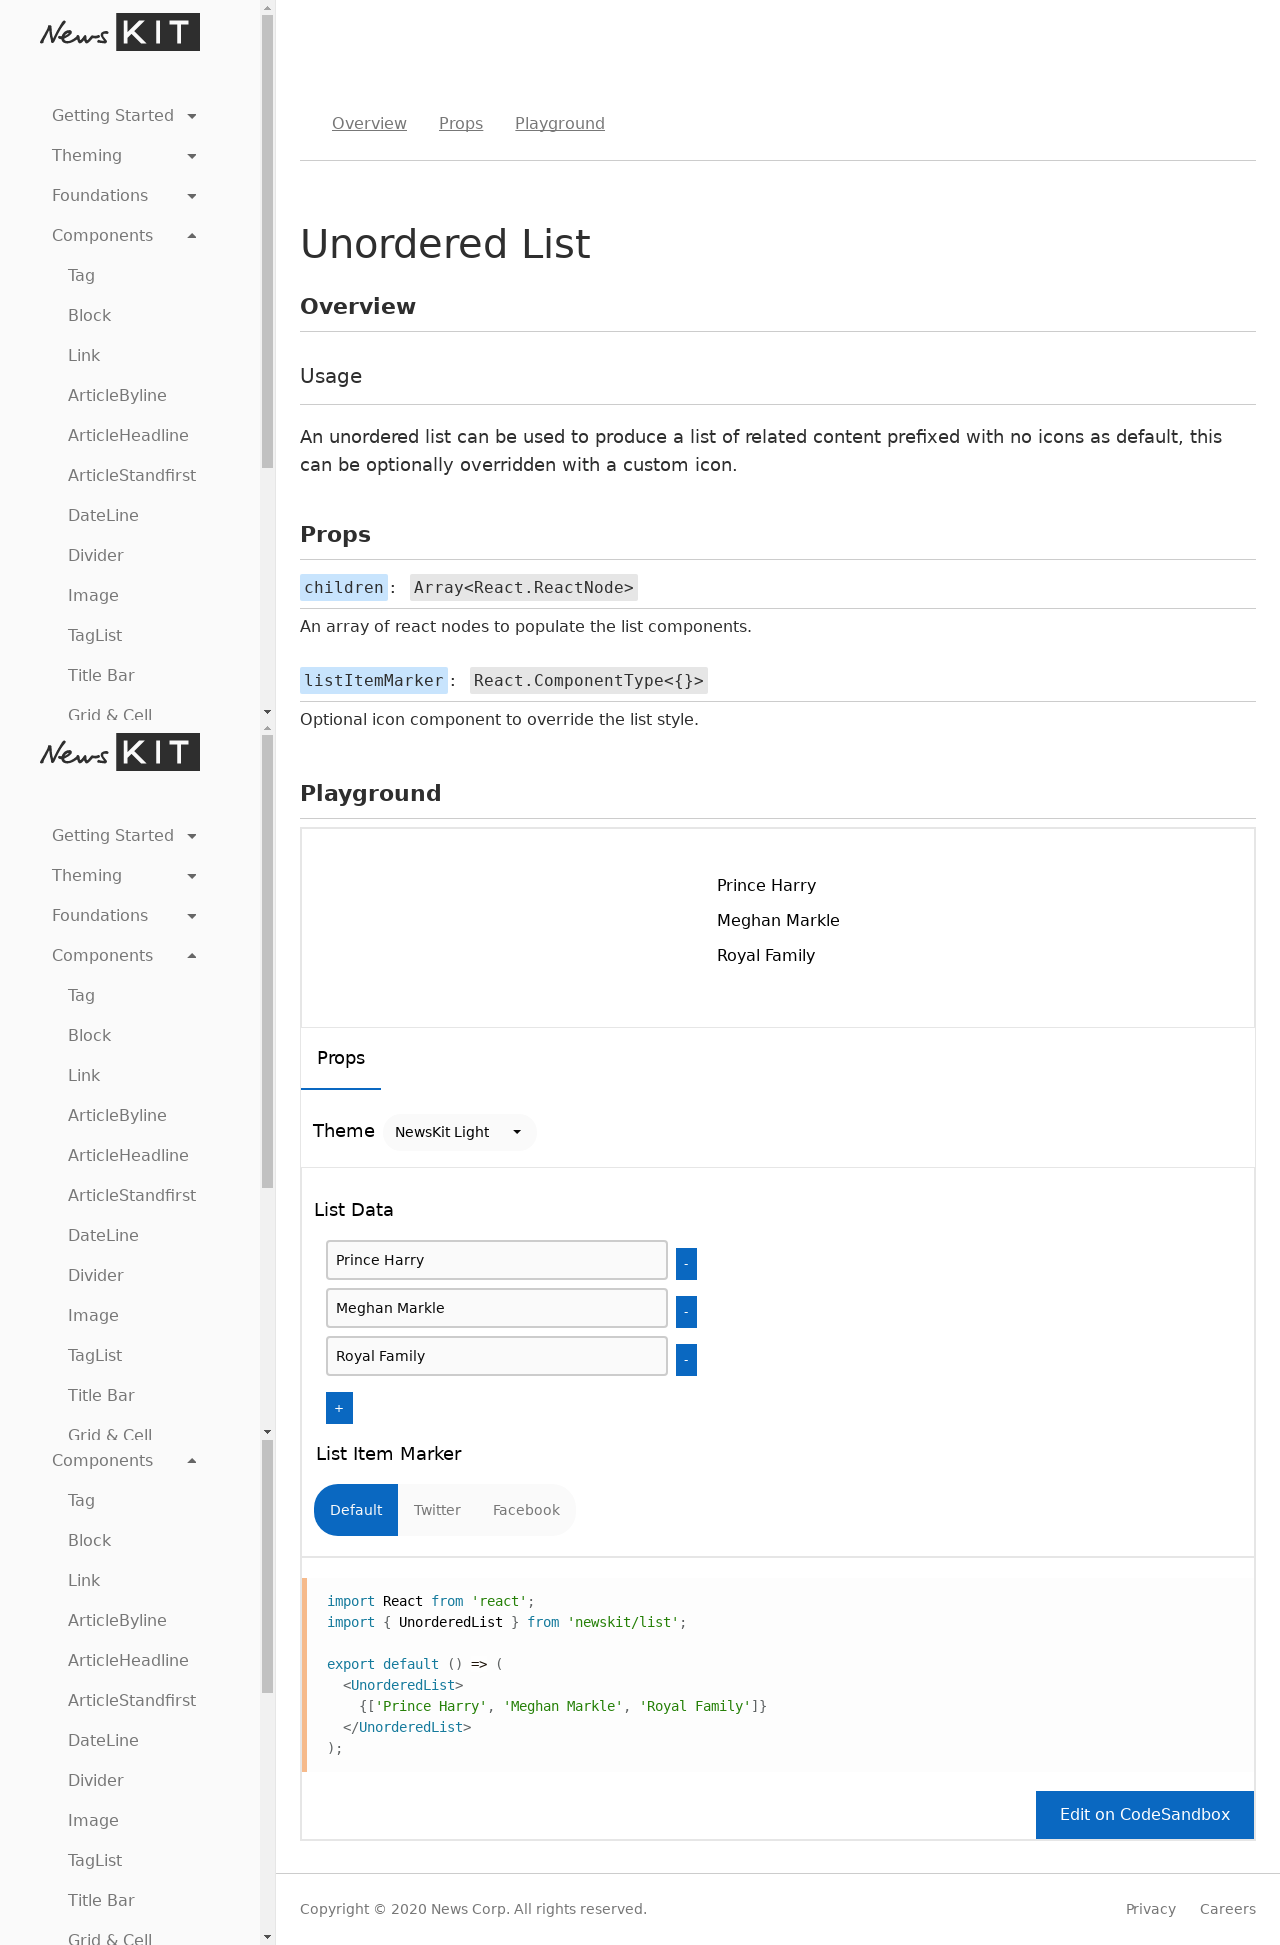 News KIT
Getting Started
Theming
Foundations
Components
Tag
Block
Link
ArticleByline
ArticleHeadline
ArticleStandfirst
DateLine
Divider
Image
TagList
Title Bar
Grid & Cell
News KIT
Getting Started
Theming
Foundations
Components
Tag
Block
Link
ArticleByline
ArticleHeadline
ArticleStandfirst
DateLine
Divider
Image
TagList
Title Bar
Grid & Cell
Components
Tag
Block
Link
ArticleByline
ArticleHeadline
ArticleStandfirst
DateLine
Divider
Image
TagList
Title Bar
Grid & Cell
Overview Props Playground
Unordered List
Overview
Usage
An unordered list can be used to produce a list of related content prefixed with no icons as default, this
can be optionally overridden with a custom icon.
Props
children: Array<React.ReactNode>
An array of react nodes to populate the list components.
listItemMarker: React.ComponentType<{}>
Optional icon component to override the list style.
Playground
Prince Harry
Meghan Markle
Royal Family
Props
Theme NewsKit Light
List Data
Prince Harry -
Meghan Markle -
Royal Family -
+
List Item Marker
Default Twitter Facebook
import React from 'react';
import { UnorderedList } from 'newskit/list';
export default () => (
<UnorderedList>
{['Prince Harry', 'Meghan Markle', 'Royal Family']}
</UnorderedList>
);
Edit on CodeSandbox
Copyright © 2020 News Corp. All rights reserved.
Privacy Careers